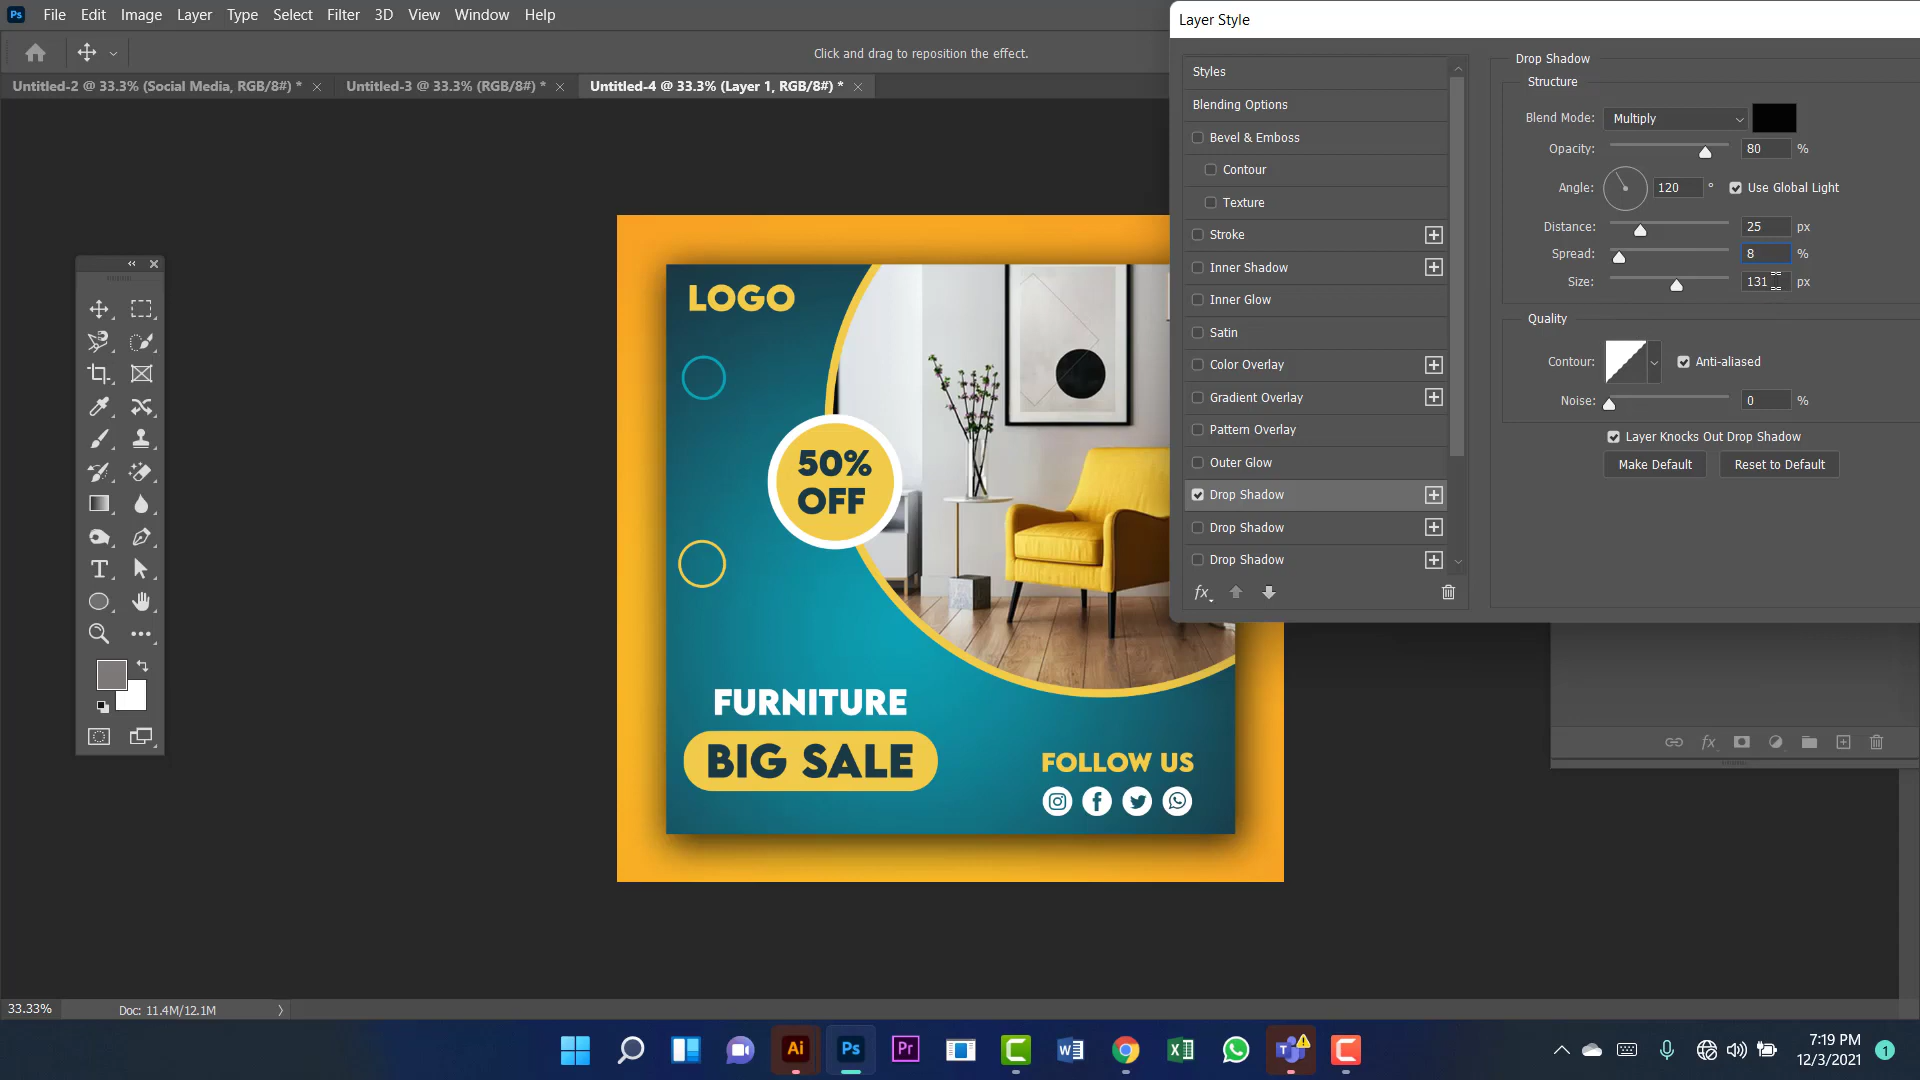 Ps File Edit Image Layer Type Select Filter 3D View Window Help
Layer Style
Click and drag to reposition the effect.
Untitled-2 @ 33.3% (Social Media, RGB/8#) *
Untitled-3 @ 33.3% (RGB/8#) *
Untitled-4 @ 33.3% (Layer 1, RGB/8#) *
Styles
Blending Options
Bevel & Emboss
Contour
Texture
Stroke
Inner Shadow
Inner Glow
Satin
Color Overlay
Gradient Overlay
Pattern Overlay
Outer Glow
Drop Shadow
Drop Shadow
Drop Shadow
fx
Drop Shadow
Structure
Blend Mode: Multiply
Opacity: 80 %
Angle: 120 ° Use Global Light
Distance: 25 px
Spread: 8 %
Size: 131 px
Quality
Contour: Anti-aliased
Noise: 0 %
Layer Knocks Out Drop Shadow
Make Default Reset to Default
LOGO
50%
OFF
FURNITURE
BIG SALE
FOLLOW US
T
fx
33.33% Doc: 11.4M/12.1M
Ai Ps Pr
7:19 PM
12/3/2021
1